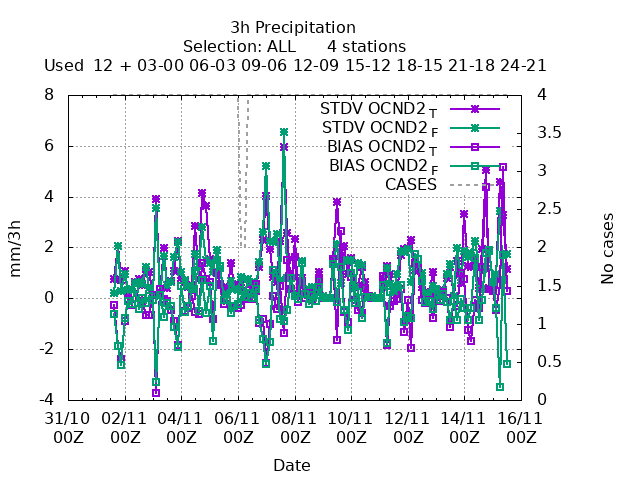 3h Precipitation
Selection: ALL      4 stations
Used  12 + 03-00 06-03 09-06 12-09 15-12 18-15 21-18 24-21
8
6
4
2
0
-2
-4
mm/3h
4
3.5
3
2.5
2
1.5
1
0.5
0
No cases
STDV OCND2 T
STDV OCND2 F
BIAS OCND2 T
BIAS OCND2 F
CASES
31/10 02/11 04/11 06/11 08/11 10/11 12/11 14/11 16/11
00Z 00Z 00Z 00Z 00Z 00Z 00Z 00Z 00Z
Date